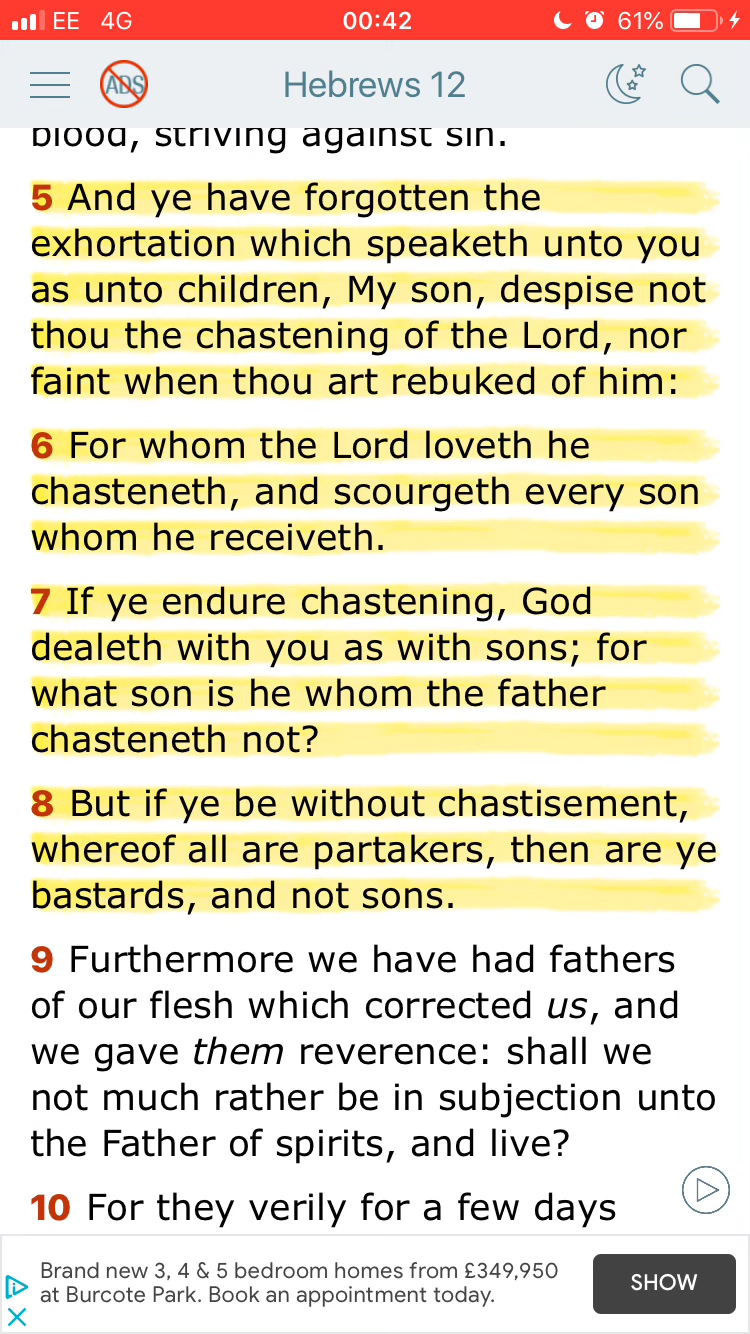 EE 4G 00:42 61%
ADS Hebrews 12
blood, striving against sin.
5 And ye have forgotten the
exhortation which speaketh unto you
as unto children, My son, despise not
thou the chastening of the Lord, nor
faint when thou art rebuked of him:
6 For whom the Lord loveth he
chasteneth, and scourgeth every son
whom he receiveth.
7 If ye endure chastening, God
dealeth with you as with sons; for
what son is he whom the father
chasteneth not?
8 But if ye be without chastisement,
whereof all are partakers, then are ye
bastards, and not sons.
9 Furthermore we have had fathers
of our flesh which corrected us, and
we gave them reverence: shall we
not much rather be in subjection unto
the Father of spirits, and live?
10 For they verily for a few days
Brand new 3, 4 & 5 bedroom homes from £349,950
at Burcote Park. Book an appointment today.
SHOW